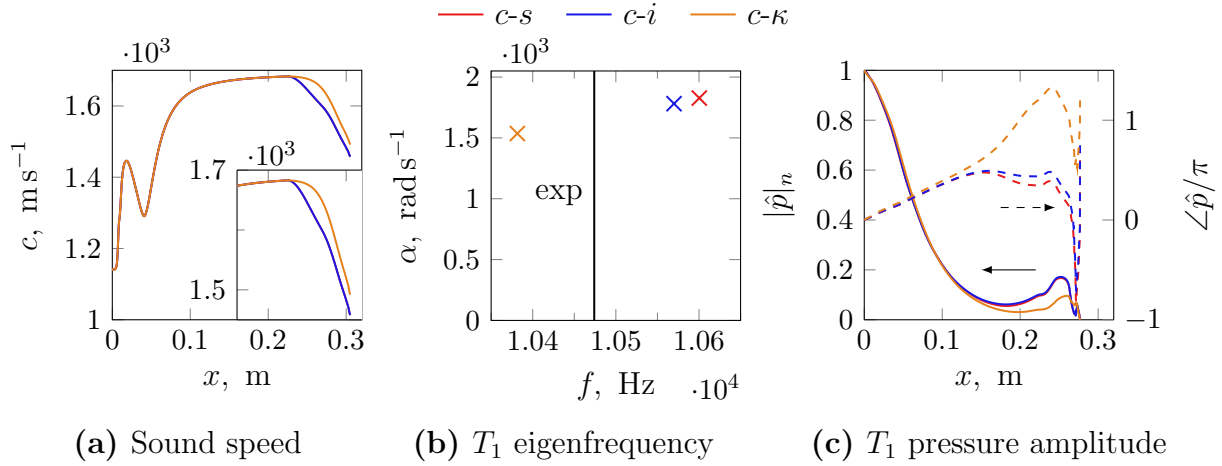 c-s c-i c-κ
·10³
1.6
1.4
1.2
1
c, m s⁻¹
·10³
1.7
1.5
0 0.1 0.2 0.3
x, m
(a) Sound speed
·10³
2
1.5
1
0.5
0
α, rad s⁻¹
exp
1.04 1.05 1.06
f, Hz
·10⁴
(b) T₁ eigenfrequency
1
0.8
0.6
0.4
0.2
0
|p̂|ₙ
1
0
−1
∠p̂/π
0 0.1 0.2 0.3
x, m
(c) T₁ pressure amplitude